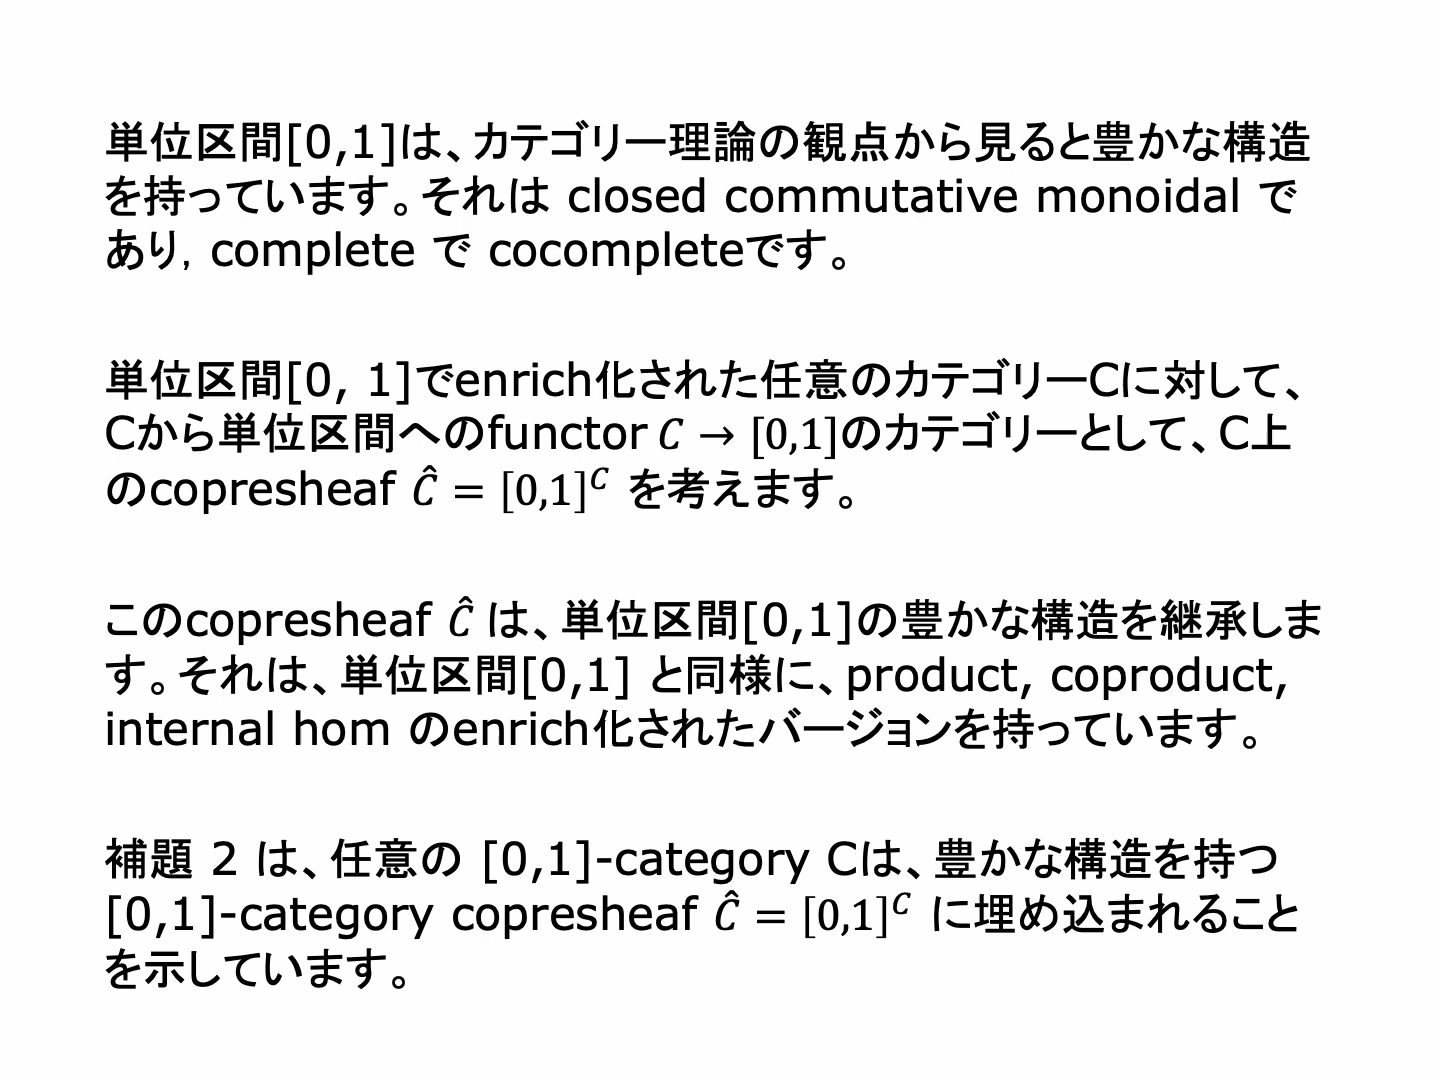 単位区間[0,1]は、カテゴリー理論の観点から見ると豊かな構造
を持っています。それは closed commutative monoidal で
あり, complete で cocompleteです。
単位区間[0, 1]でenrich化された任意のカテゴリーCに対して、
Cから単位区間へのfunctor C → [0,1]のカテゴリーとして、C上
のcopresheaf Ĉ = [0,1]^C を考えます。
このcopresheaf Ĉ は、単位区間[0,1]の豊かな構造を継承しま
す。それは、単位区間[0,1] と同様に、product, coproduct,
internal hom のenrich化されたバージョンを持っています。
補題 2 は、任意の [0,1]-category Cは、豊かな構造を持つ
[0,1]-category copresheaf Ĉ = [0,1]^C に埋め込まれること
を示しています。